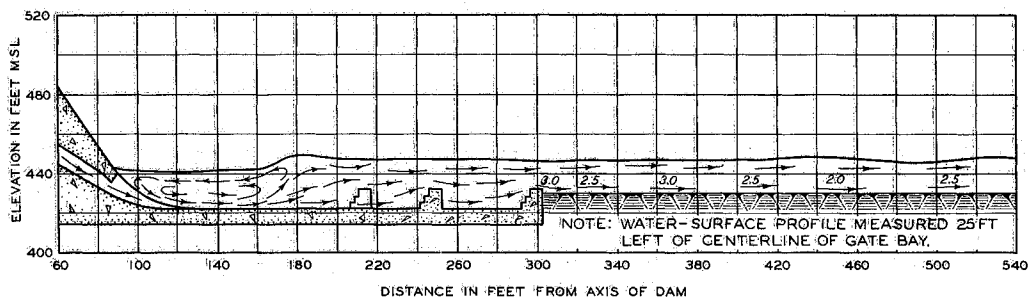 520
480
440
400
ELEVATION IN FEET M.S.L.
3.0 2.5 3.0 2.5 2.0 2.5
NOTE: WATER-SURFACE PROFILE MEASURED 25 FT
LEFT OF CENTERLINE OF GATE BAY.
60 100 140 180 220 260 300 340 380 420 460 500 540
DISTANCE IN FEET FROM AXIS OF DAM